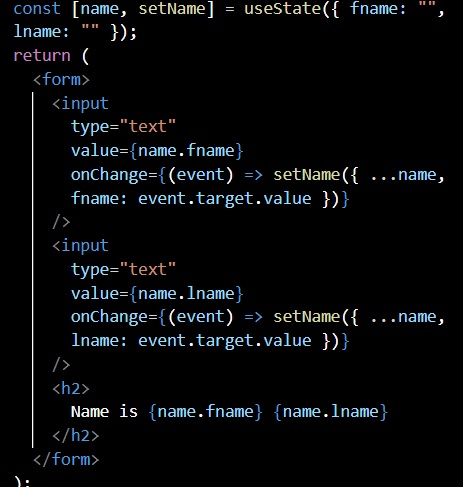 const [name, setName] = useState({ fname: "",
lname: "" });
return (
<form>
<input
type="text"
value={name.fname}
onChange={(event) => setName({ ...name,
fname: event.target.value })}
/>
<input
type="text"
value={name.lname}
onChange={(event) => setName({ ...name,
lname: event.target.value })}
/>
<h2>
Name is {name.fname} {name.lname}
</h2>
</form>
);